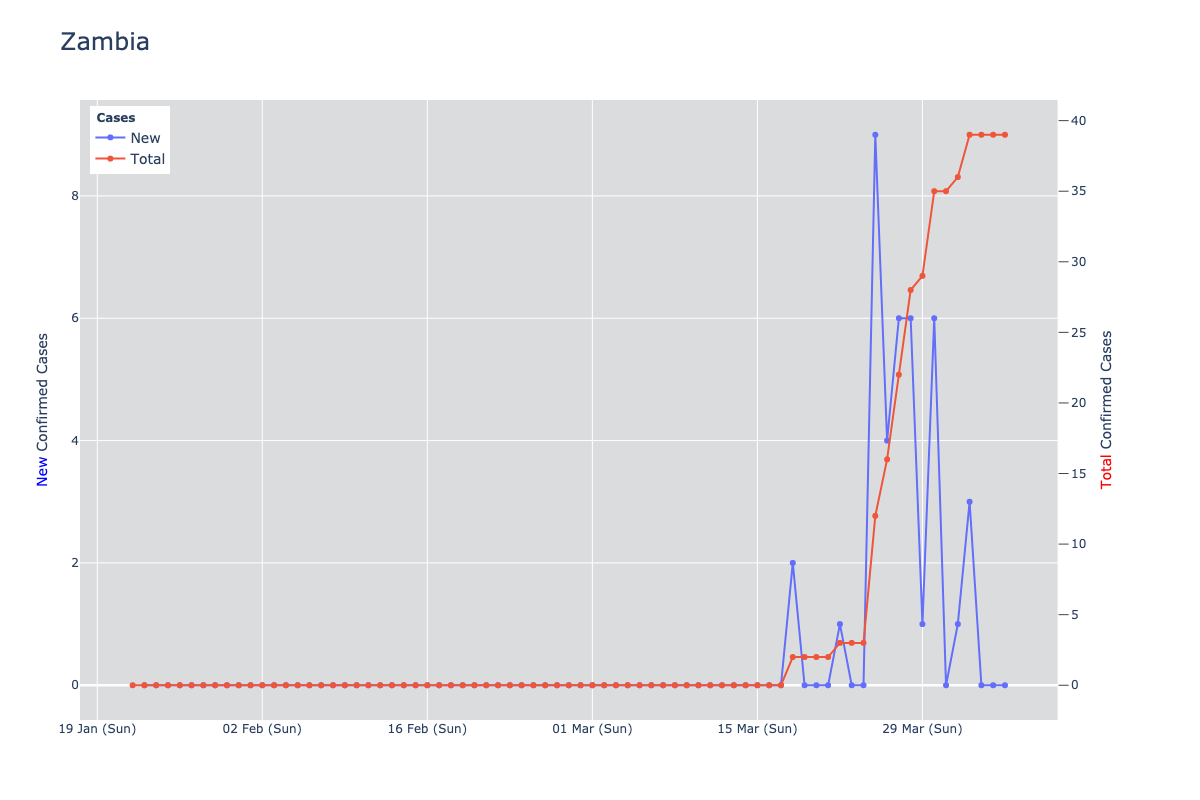 Zambia
Cases
New
Total
8
6
4
2
0
40
35
30
25
20
15
10
5
0
New Confirmed Cases
Total Confirmed Cases
19 Jan (Sun)
02 Feb (Sun)
16 Feb (Sun)
01 Mar (Sun)
15 Mar (Sun)
29 Mar (Sun)